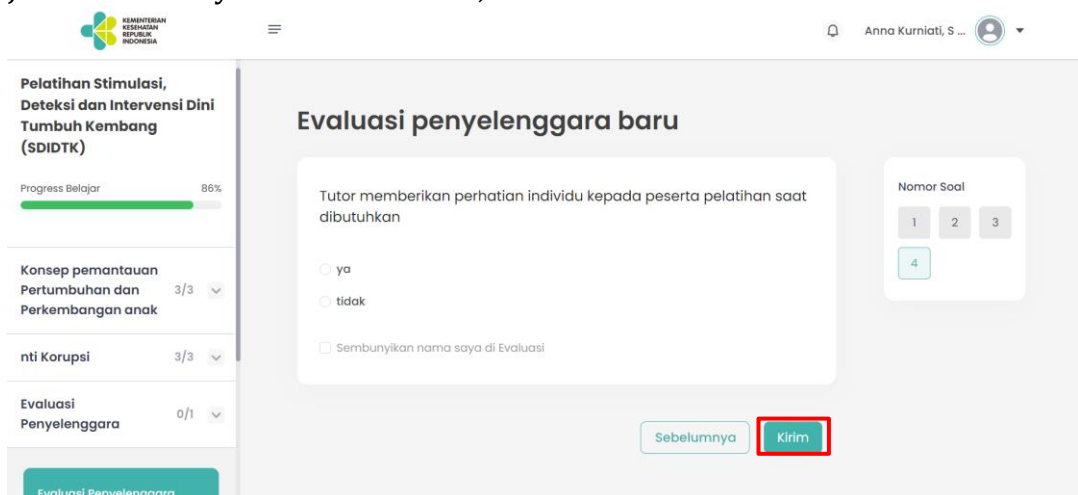 KEMENTERIAN
KESEHATAN
REPUBLIK
INDONESIA
Anna Kurniati, S ...
Pelatihan Stimulasi,
Deteksi dan Intervensi Dini
Tumbuh Kembang
(SDIDTK)
Progress Belajar 86%
Konsep pemantauan
Pertumbuhan dan 3/3
Perkembangan anak
nti Korupsi 3/3
Evaluasi
Penyelenggara 0/1
Evaluasi Penyelenggara
Evaluasi penyelenggara baru
Tutor memberikan perhatian individu kepada peserta pelatihan saat
dibutuhkan
ya
tidak
Sembunyikan nama saya di Evaluasi
Sebelumnya Kirim
Nomor Soal
1 2 3
4